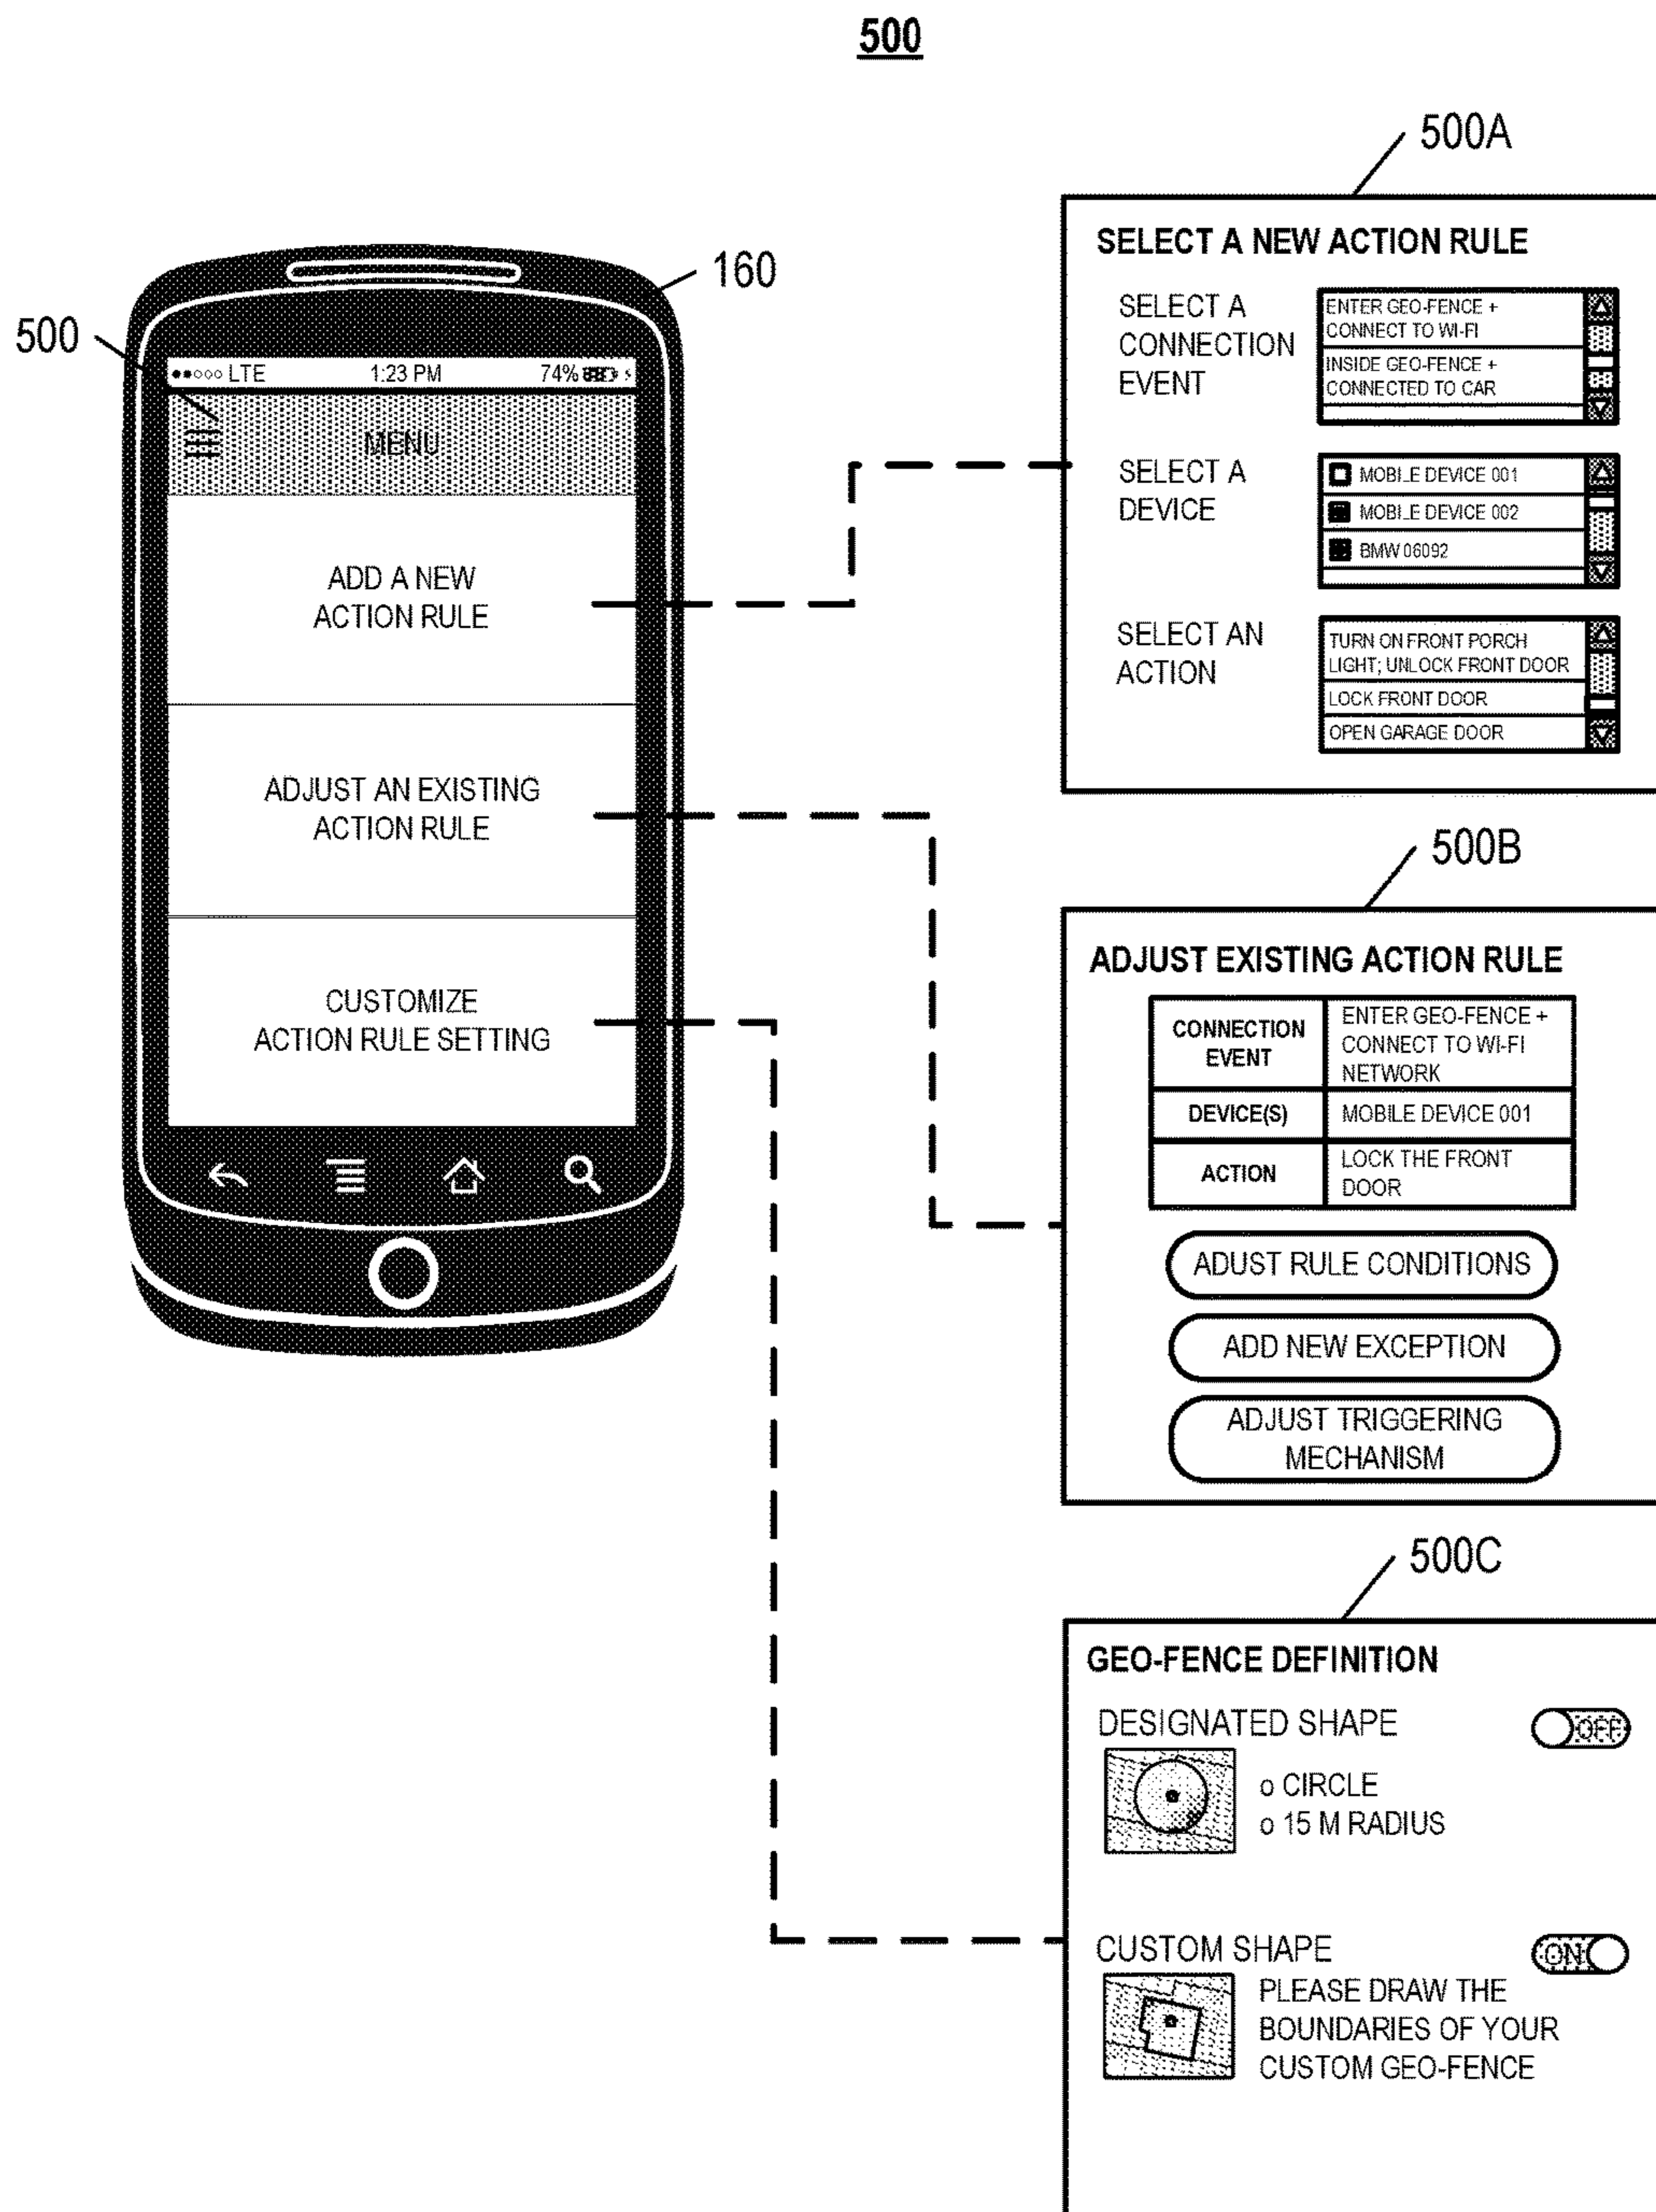 500
500A
160
500
LTE 1:23 PM 74%
MENU
ADD A NEW
ACTION RULE
ADJUST AN EXISTING
ACTION RULE
CUSTOMIZE
ACTION RULE SETTING
SELECT A NEW ACTION RULE
SELECT A
CONNECTION
EVENT
ENTER GEO-FENCE +
CONNECT TO WI-FI
INSIDE GEO-FENCE +
CONNECTED TO CAR
SELECT A
DEVICE
MOBILE DEVICE 001
MOBILE DEVICE 002
BMW 06092
SELECT AN
ACTION
TURN ON FRONT PORCH
LIGHT; UNLOCK FRONT DOOR
LOCK FRONT DOOR
OPEN GARAGE DOOR
500B
ADJUST EXISTING ACTION RULE
CONNECTION
EVENT
ENTER GEO-FENCE +
CONNECT TO WI-FI
NETWORK
DEVICE(S)
MOBILE DEVICE 001
ACTION
LOCK THE FRONT
DOOR
ADUST RULE CONDITIONS
ADD NEW EXCEPTION
ADJUST TRIGGERING
MECHANISM
500C
GEO-FENCE DEFINITION
DESIGNATED SHAPE
OFF
o CIRCLE
o 15 M RADIUS
CUSTOM SHAPE
ON
PLEASE DRAW THE
BOUNDARIES OF YOUR
CUSTOM GEO-FENCE